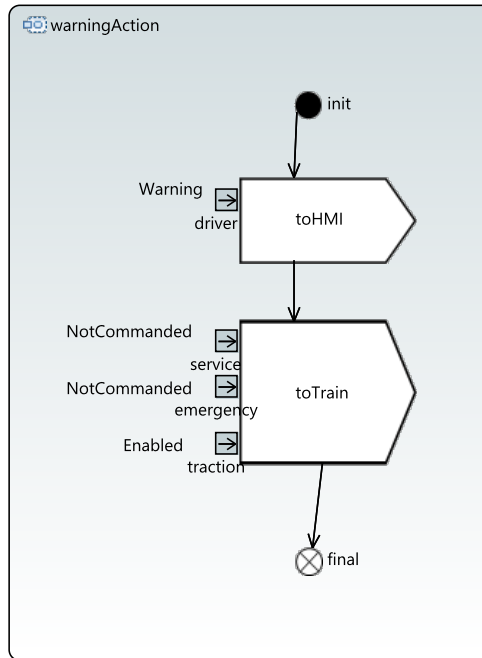 warningAction
init
Warning
driver
toHMI
NotCommanded
service
NotCommanded
emergency
toTrain
Enabled
traction
final